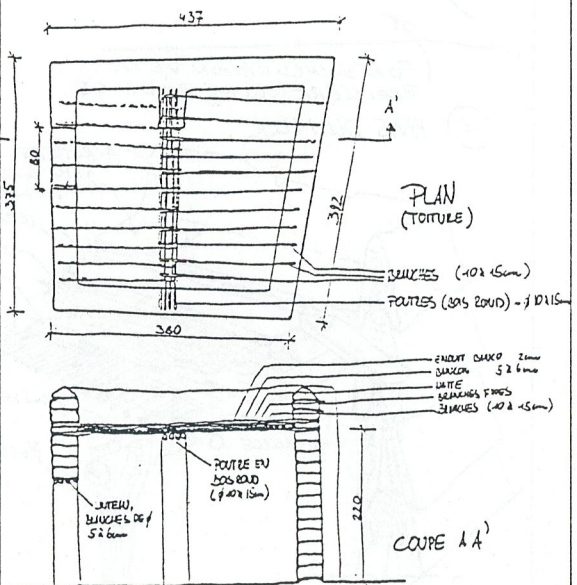 437
A'
375
80
392
PLAN
(TOITURE)
BRANCHES (10 à 15cm)
POUTRES (BOIS ROND) - ϕ 10 à 15cm
380
ENDUIT BANCO 2cm
BANCO 5 à 6cm
NATTE
BRANCHES FINES
BRANCHES (10 à 15cm)
POUTRE EN
BOIS ROND
(ϕ 10 à 15cm)
LINTEAU,
BRANCHES DE ϕ
5 à 6cm
220
COUPE AA'